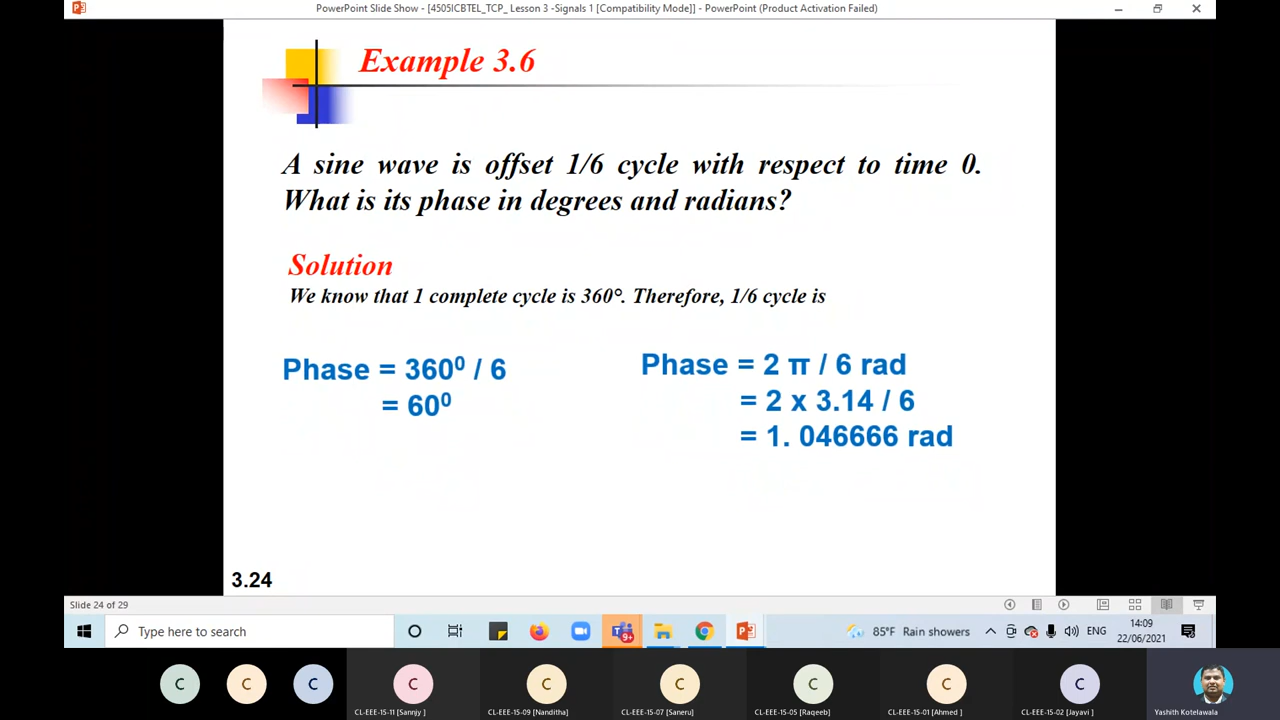 PowerPoint Slide Show - [4505ICBTEL_TCP_ Lesson 3 -Signals 1 [Compatibility Mode]] - PowerPoint (Product Activation Failed)
Example 3.6
A sine wave is offset 1/6 cycle with respect to time 0.
What is its phase in degrees and radians?
Solution
We know that 1 complete cycle is 360°. Therefore, 1/6 cycle is
Phase = 360⁰ / 6
= 60⁰
Phase = 2 π / 6 rad
= 2 x 3.14 / 6
= 1. 046666 rad
3.24
Slide 24 of 29
Type here to search
9+
85°F Rain showers
ENG
14:09
22/06/2021
C C C C C C C C C
CL-EEE-15-11 [Sannjy ] CL-EEE-15-09 [Nanditha) CL-EEE-15-07 [Saneru] CL-EEE-15-05 [Raqeeb] CL-EEE-15-01 [Ahmed ] CL-EEE-15-02 [Jayavi ] Yashith Kotelawala